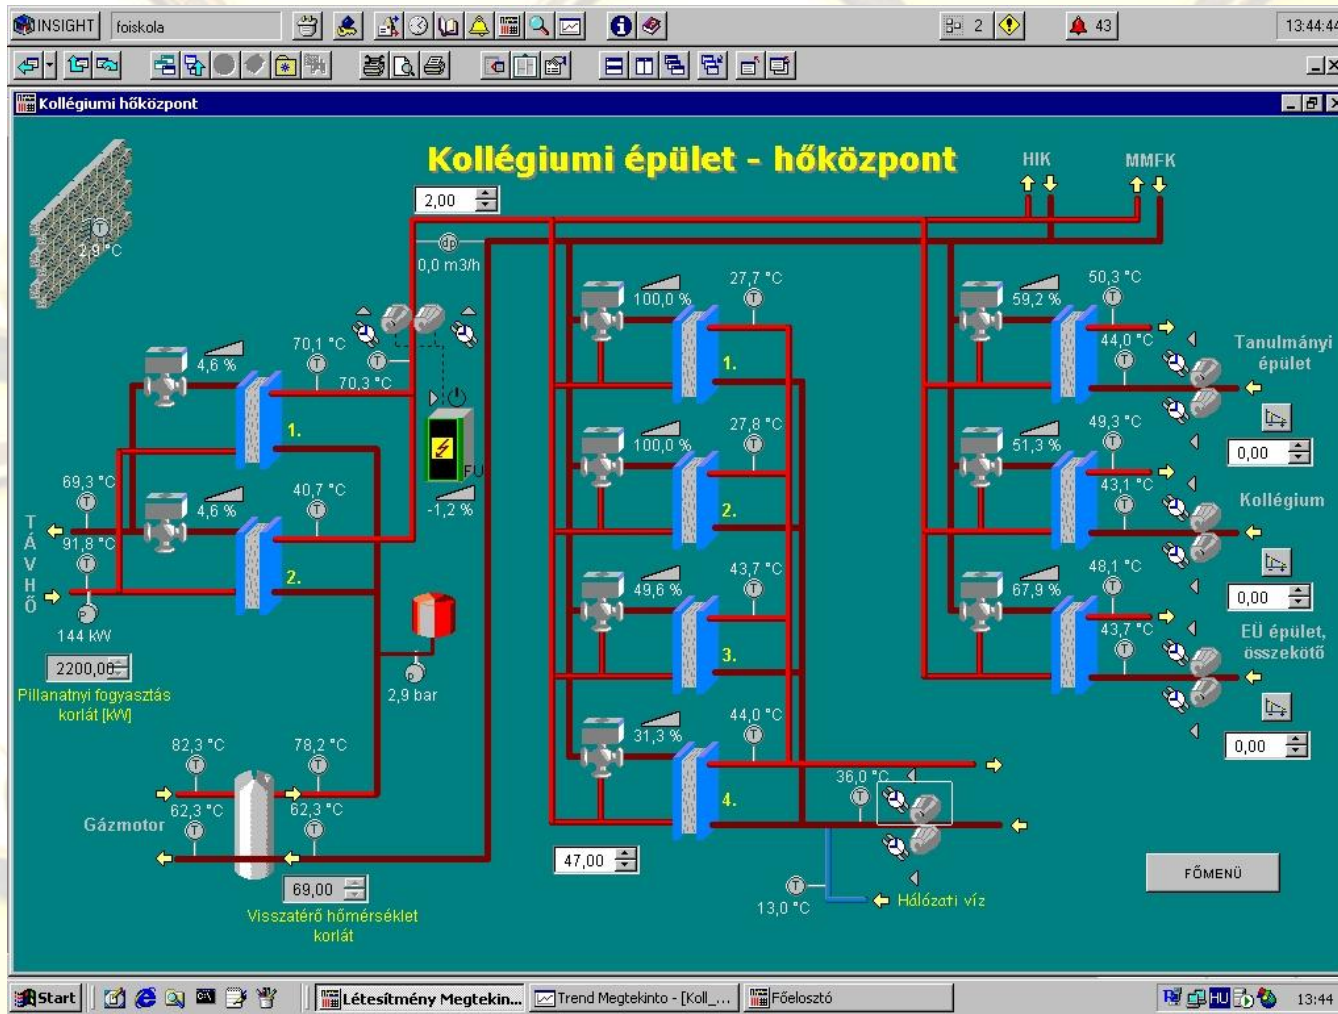 INSIGHT
foiskola
2
43
13:44:44
Kollégiumi hőközpont
Kollégiumi épület - hőközpont
HIK
MMFK
2,00
T
2,9 °C
dp
0,0 m3/h
27,7 °C
T
100,0 %
1.
50,3 °C
T
59,2 %
44,0 °C
T
Tanulmányi
épület
0,00
70,1 °C
T
4,6 %
T
70,3 °C
1.
FÜ
-1,2 %
27,8 °C
T
100,0 %
2.
49,3 °C
T
51,3 %
43,1 °C
T
Kollégium
0,00
69,3 °C
T
40,7 °C
T
4,6 %
2.
TÁVHŐ
91,8 °C
T
P
144 kW
2200,00
Pillanatnyi fogyasztás
korlát [kW]
P
2,9 bar
43,7 °C
T
49,6 %
3.
48,1 °C
T
67,9 %
43,7 °C
T
EÜ épület,
összekötő
0,00
44,0 °C
T
31,3 %
4.
36,0 °C
T
47,00
82,3 °C
T
78,2 °C
T
62,3 °C
T
62,3 °C
T
Gázmotor
69,00
Visszatérő hőmérséklet
korlát
T
13,0 °C
Hálózati víz
FŐMENÜ
Start
Létesítmény Megtekin...
Trend Megtekinto - [Koll_...
Főelosztó
HU
13:44